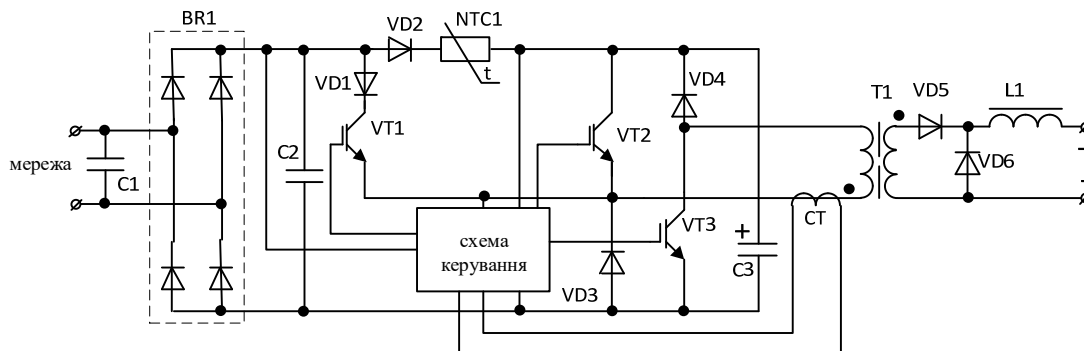 BR1
VD2
NTC1
t
VD1
VT1
C2
мережа
C1
VT2
VD4
T1
VD5
L1
VD6
+
-
CT
VT3
схема
керування
VD3
+
C3